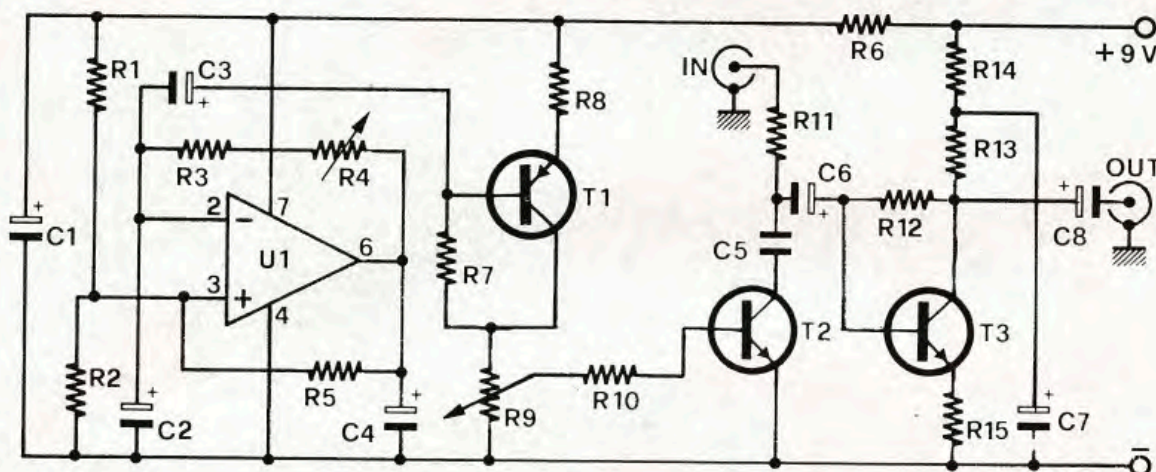 R6
+9V
R1
C3
+
R8
IN
R14
R11
R3
R4
R13
C6
+
T1
OUT
+
C1
2
−
7
U1
6
3
+
4
R7
C5
R12
+
C8
T2
T3
R2
R5
R10
+
C2
+
C4
R9
R15
+
C7
−